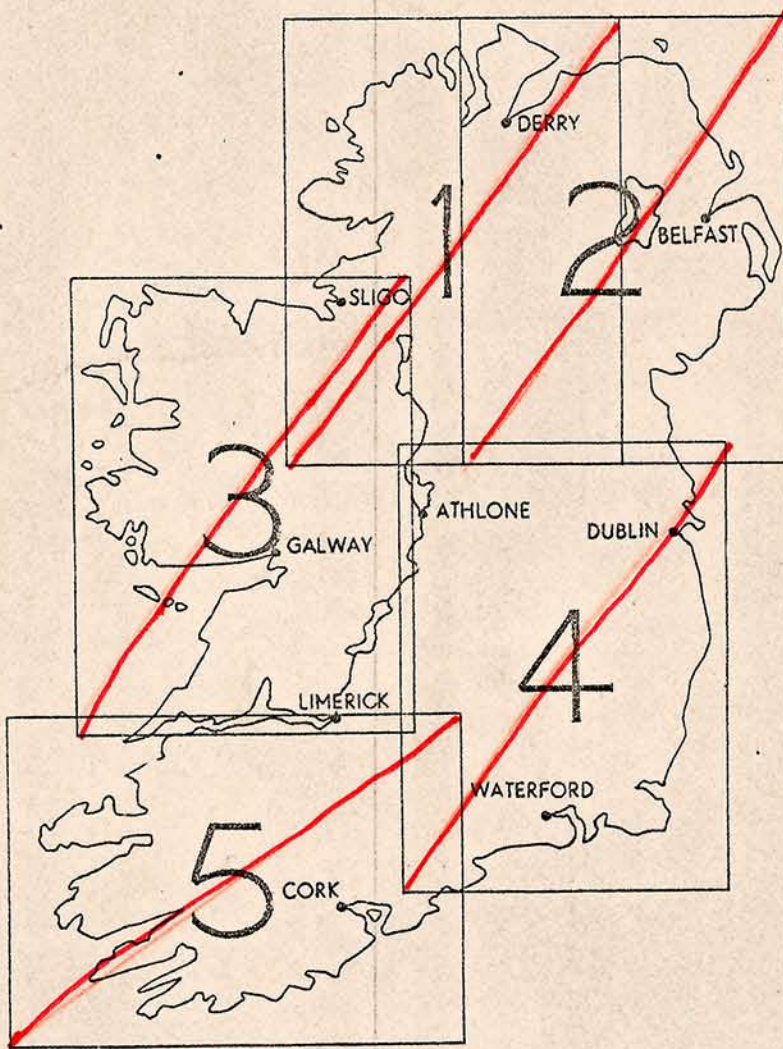 DERRY
1
2
BELFAST
SLIGO
3
ATHLONE
GALWAY
DUBLIN
4
LIMERICK
WATERFORD
5
CORK